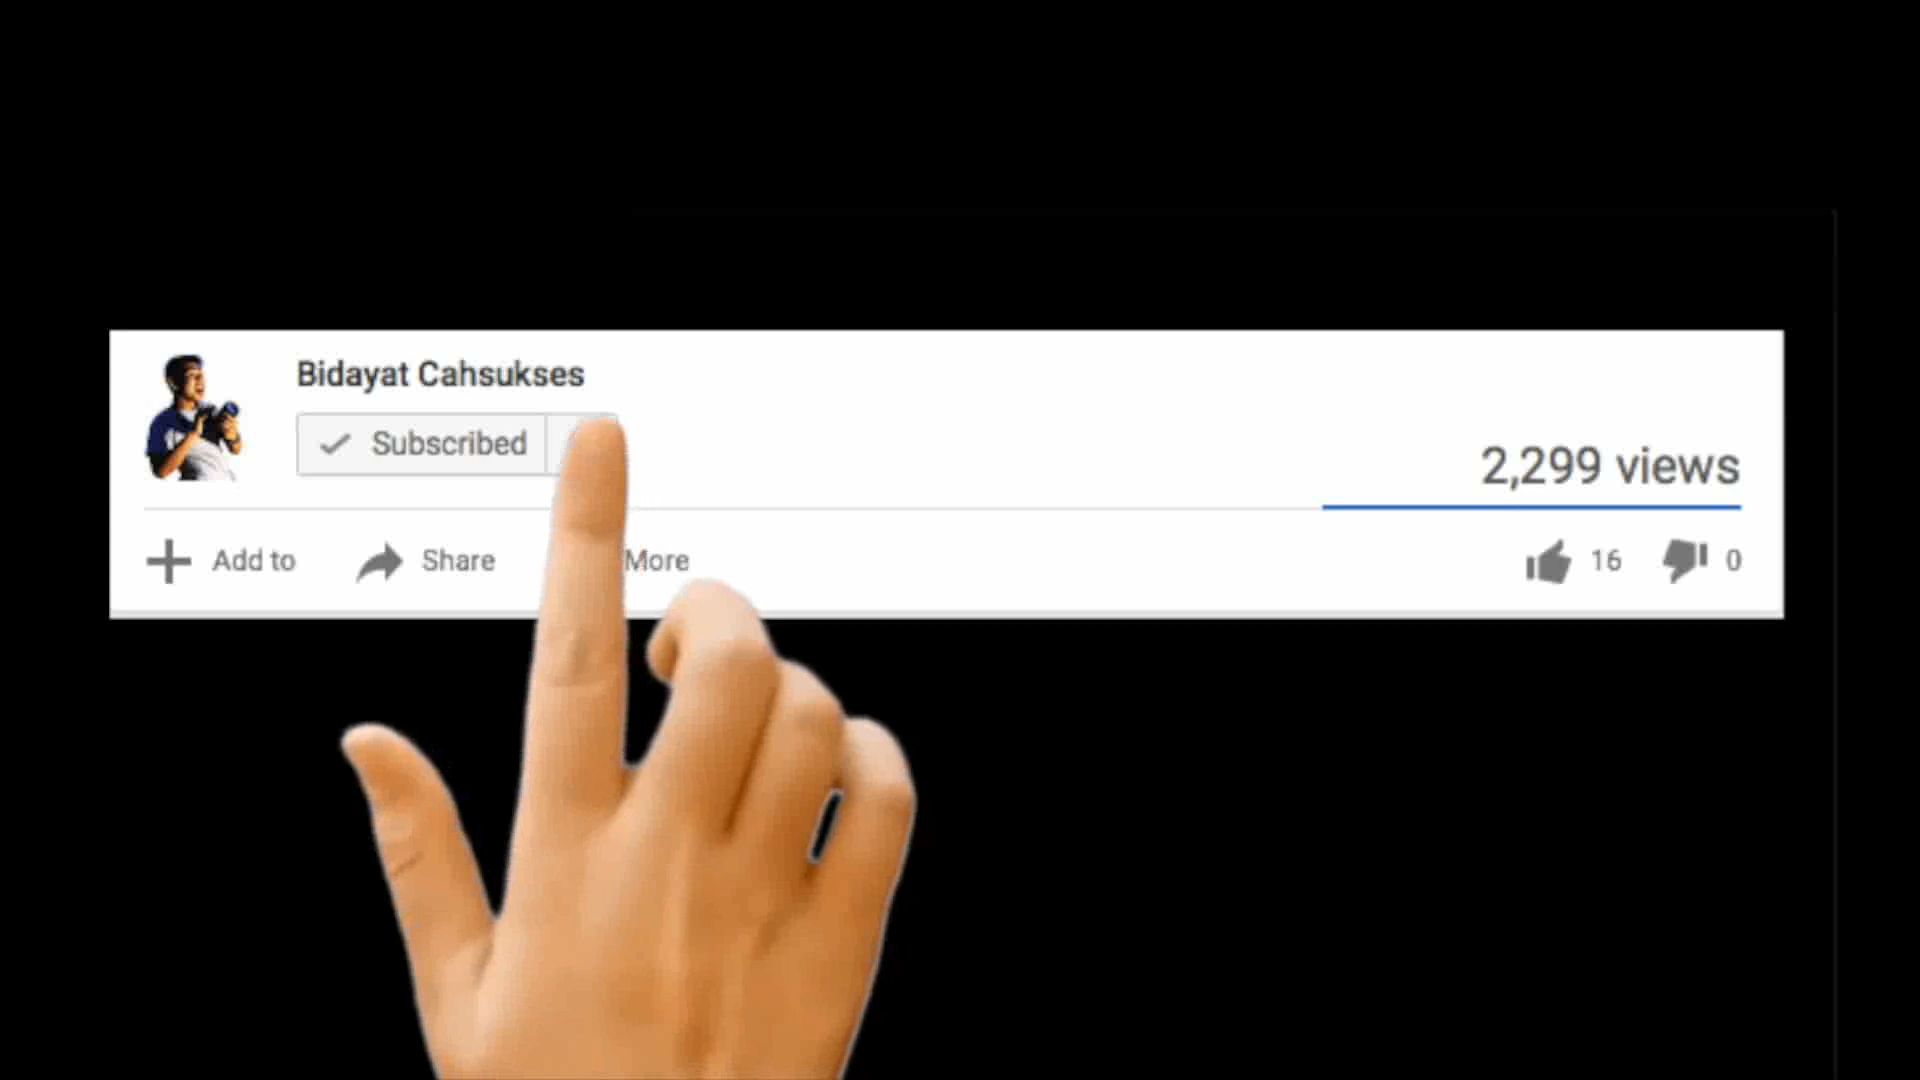 Bidayat Cahsukses
Subscribed
2,299 views
Add to
Share
More
16
0